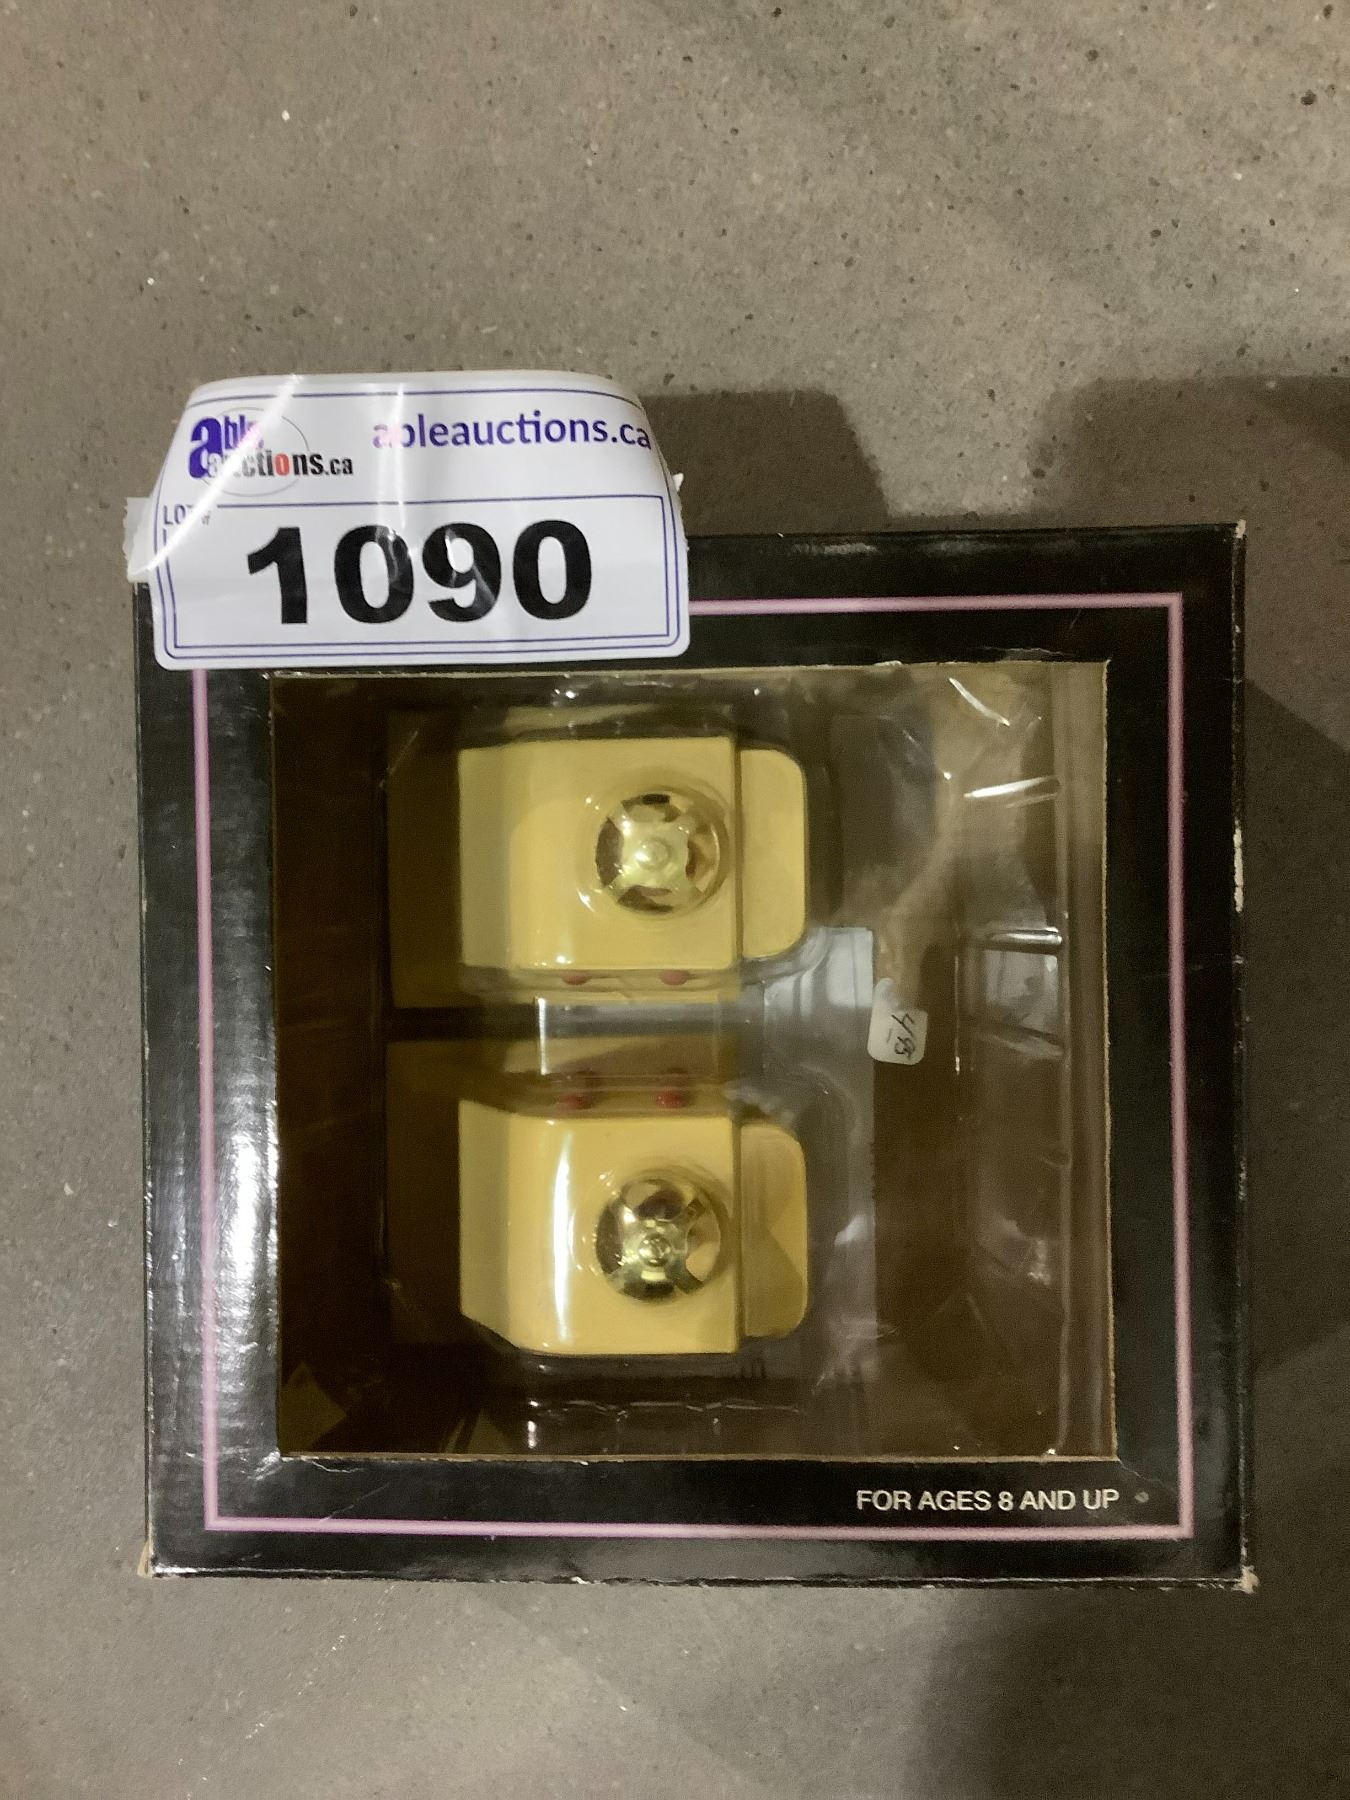 able
auctions.ca
ableauctions.ca
LOT #
1090
FOR AGES 8 AND UP